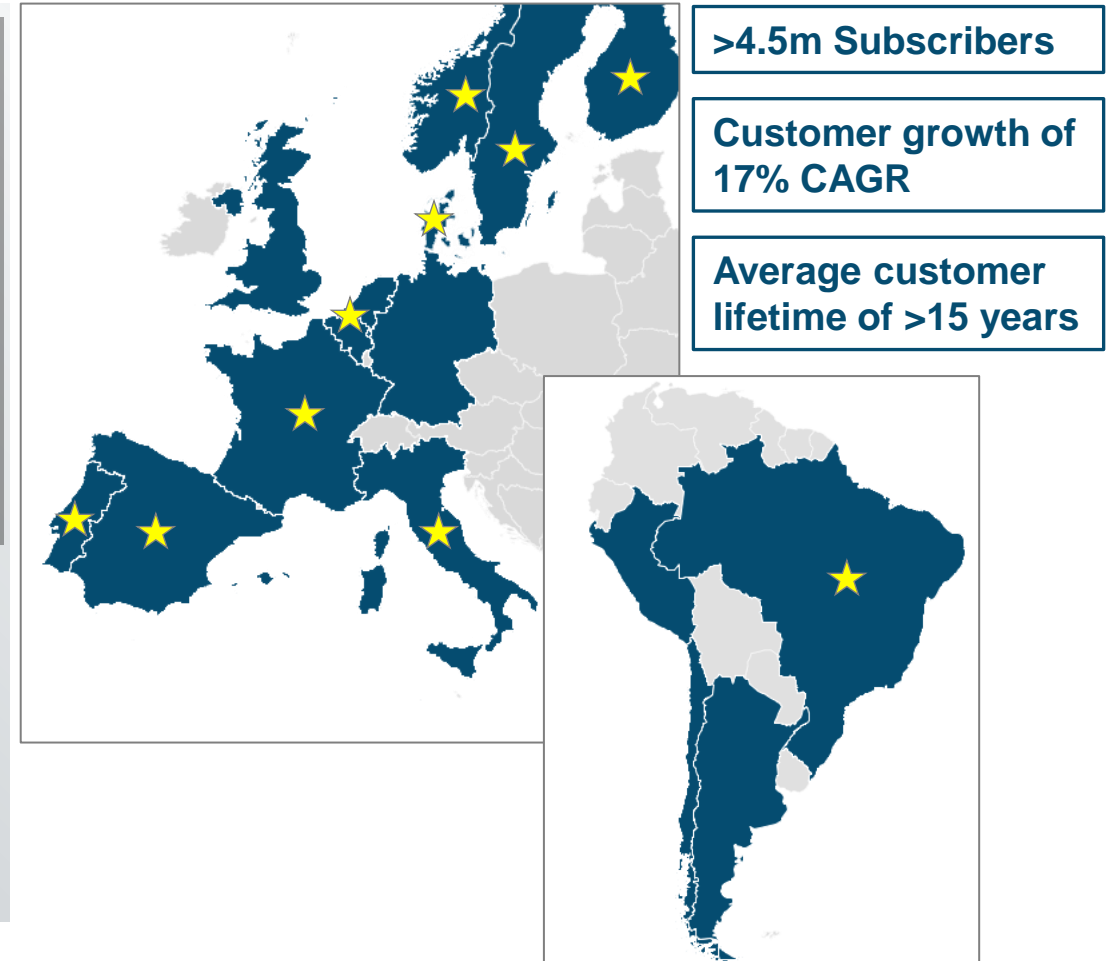 >4.5m Subscribers
Customer growth of
17% CAGR
Average customer
lifetime of >15 years